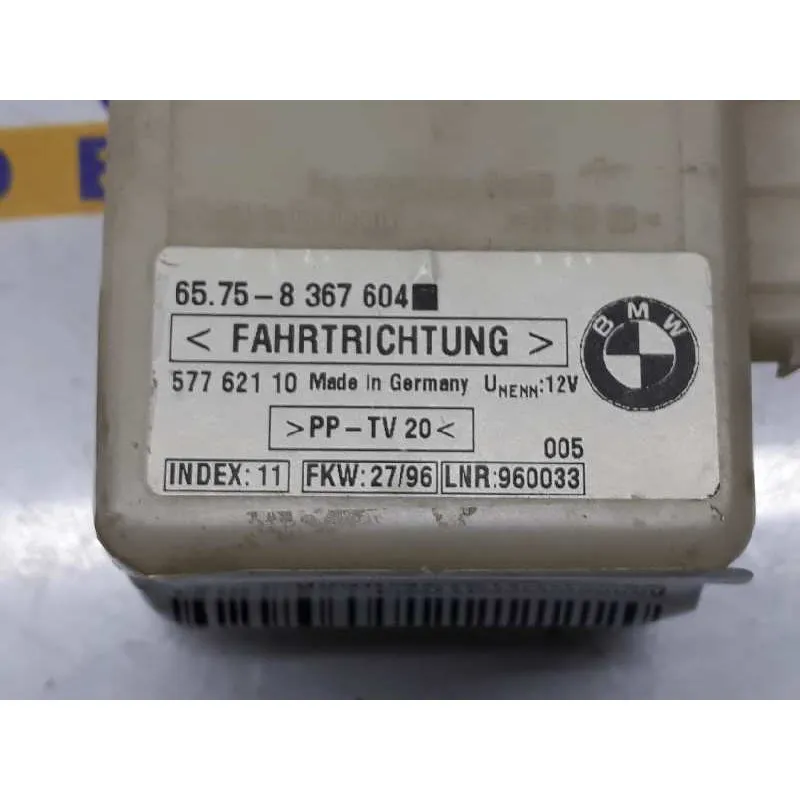 65.75-8 367 604
< FAHRTRICHTUNG >
BMW
577 621 10 Made in Germany UNENN:12V
>PP-TV 20<
005
INDEX: 11 FKW: 27/96 LNR:960033